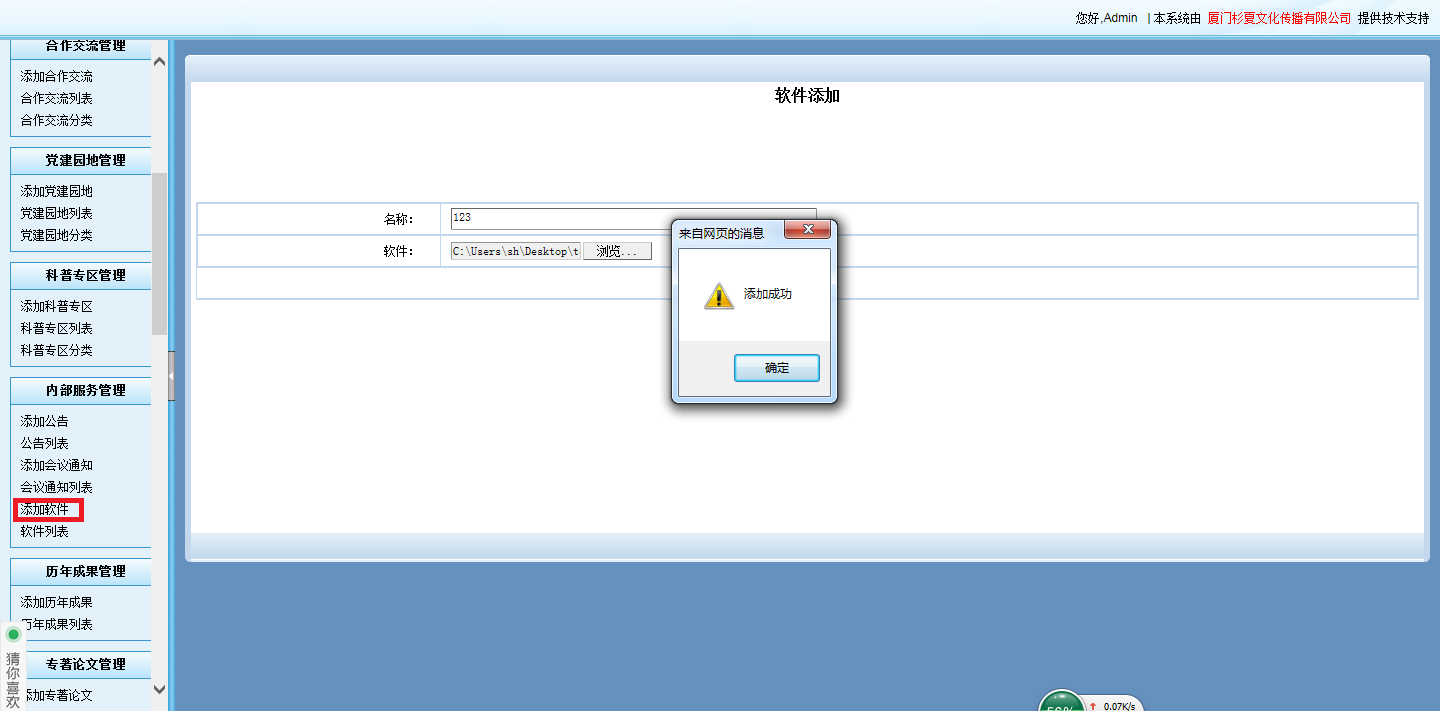 您好,Admin | 本系统由 厦门杉夏文化传播有限公司 提供技术支持
合作交流管理
添加合作交流
合作交流列表
合作交流分类
党建园地管理
添加党建园地
党建园地列表
党建园地分类
科普专区管理
添加科普专区
科普专区列表
科普专区分类
内部服务管理
添加公告
公告列表
添加会议通知
会议通知列表
添加软件
软件列表
历年成果管理
添加历年成果
历年成果列表
专著论文管理
添加专著论文
猜你喜欢
软件添加
名称： 123
软件： C:\Users\sh\Desktop\t 浏览...
来自网页的消息
添加成功
确定
56% ↑ 0.07K/s